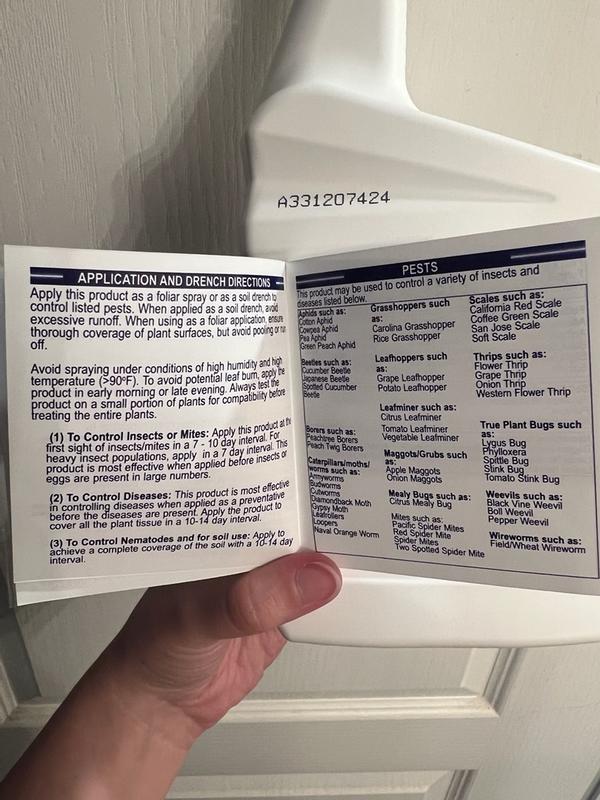 A331207424
APPLICATION AND DRENCH DIRECTIONS
Apply this product as a foliar spray or as a soil drench to
control listed pests. When applied as a soil drench, avoid
excessive runoff. When using as a foliar application, ensure
thorough coverage of plant surfaces, but avoid pooling or run
off.
Avoid spraying under conditions of high humidity and high
temperature (>90°F). To avoid potential leaf burn, apply the
product in early morning or late evening. Always test the
product on a small portion of plants for compatibility before
treating the entire plants.
(1) To Control Insects or Mites: Apply this product at the
first sight of insects/mites in a 7 - 10 day interval. For
heavy insect populations, apply in a 7 day interval. This
product is most effective when applied before insects or
eggs are present in large numbers.
(2) To Control Diseases: This product is most effective
in controlling diseases when applied as a preventative
before the diseases are present. Apply the product to
cover all the plant tissue in a 10-14 day interval.
(3) To Control Nematodes and for soil use: Apply to
achieve a complete coverage of the soil with a 10-14 day
interval.
PESTS
This product may be used to control a variety of insects and
diseases listed below.
Aphids such as:
Cotton Aphid
Cowpea Aphid
Pea Aphid
Green Peach Aphid
Beetles such as:
Cucumber Beetle
Japanese Beetle
Spotted Cucumber
Beetle
Borers such as:
Peachtree Borers
Peach Twig Borers
Caterpillars/moths/
worms such as:
Armyworms
Budworms
Cutworms
Diamondback Moth
Gypsy Moth
Leafrollers
Loopers
Naval Orange Worm
Grasshoppers such
as:
Carolina Grasshopper
Rice Grasshopper
Leafhoppers such
as:
Grape Leafhopper
Potato Leafhopper
Leafminer such as:
Citrus Leafminer
Tomato Leafminer
Vegetable Leafminer
Maggots/Grubs such
as:
Apple Maggots
Onion Maggots
Mealy Bugs such as:
Citrus Mealy Bug
Mites such as:
Pacific Spider Mites
Red Spider Mite
Spider Mites
Two Spotted Spider Mite
Scales such as:
California Red Scale
Coffee Green Scale
San Jose Scale
Soft Scale
Thrips such as:
Flower Thrip
Grape Thrip
Onion Thrip
Western Flower Thrip
True Plant Bugs such
as:
Lygus Bug
Phylloxera
Spittle Bug
Stink Bug
Tomato Stink Bug
Weevils such as:
Black Vine Weevil
Boll Weevil
Pepper Weevil
Wireworms such as:
Field/Wheat Wireworm